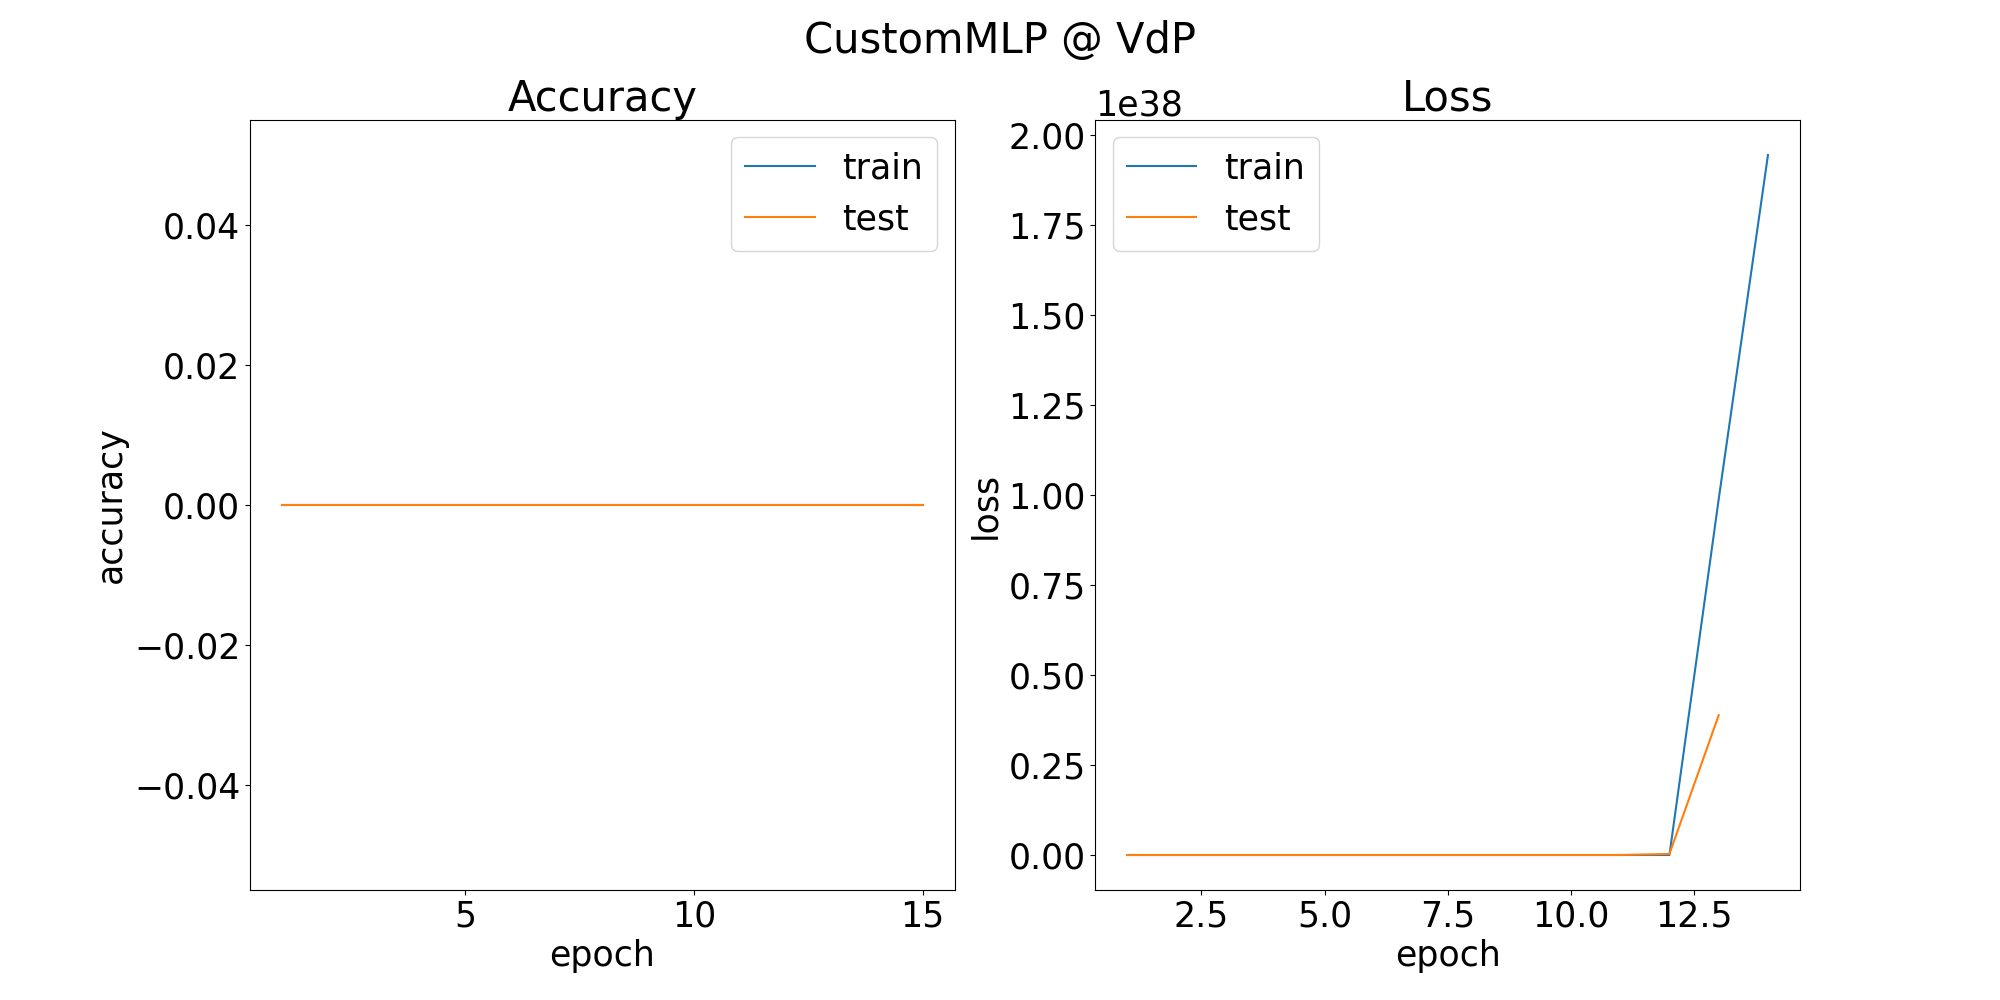 CustomMLP @ VdP
Accuracy
train
test
0.04
0.02
0.00
−0.02
−0.04
accuracy
5
10
15
epoch
Loss
1e38
train
test
2.00
1.75
1.50
1.25
1.00
0.75
0.50
0.25
0.00
loss
2.5
5.0
7.5
10.0
12.5
epoch